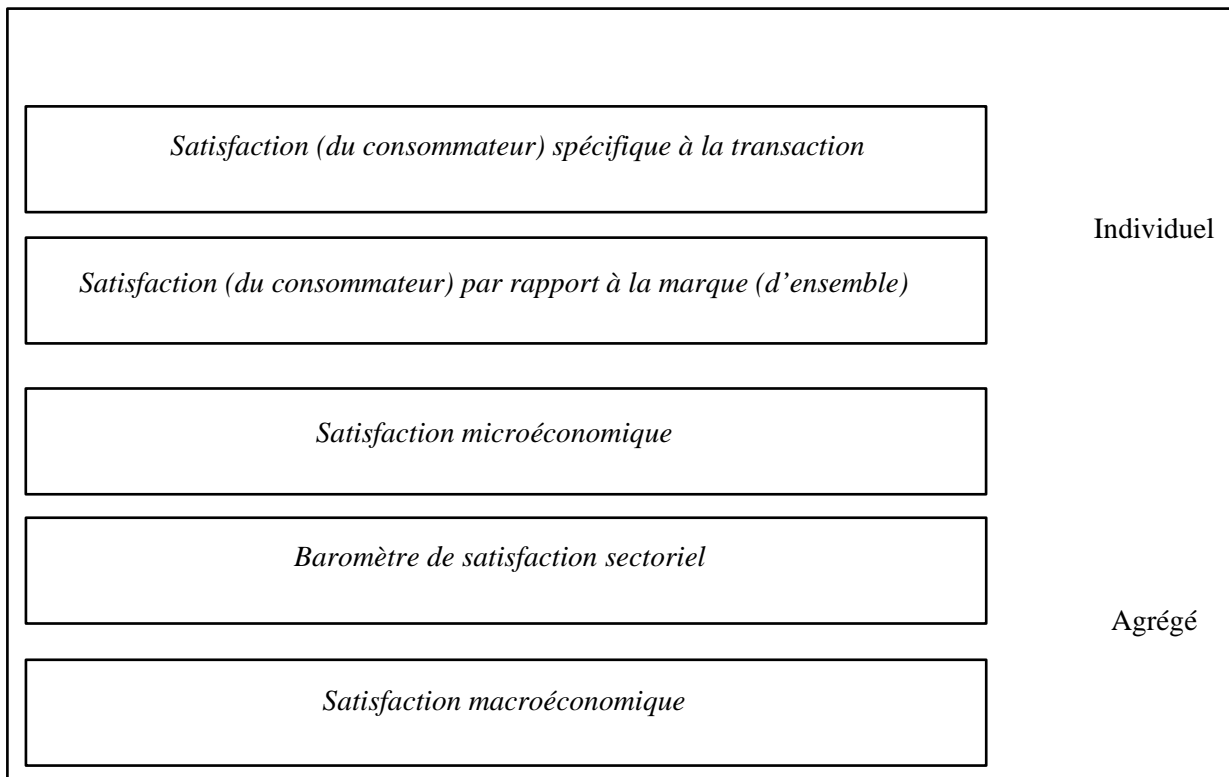 Satisfaction (du consommateur) spécifique à la transaction
Individuel
Satisfaction (du consommateur) par rapport à la marque (d’ensemble)
Satisfaction microéconomique
Baromètre de satisfaction sectoriel
Agrégé
Satisfaction macroéconomique